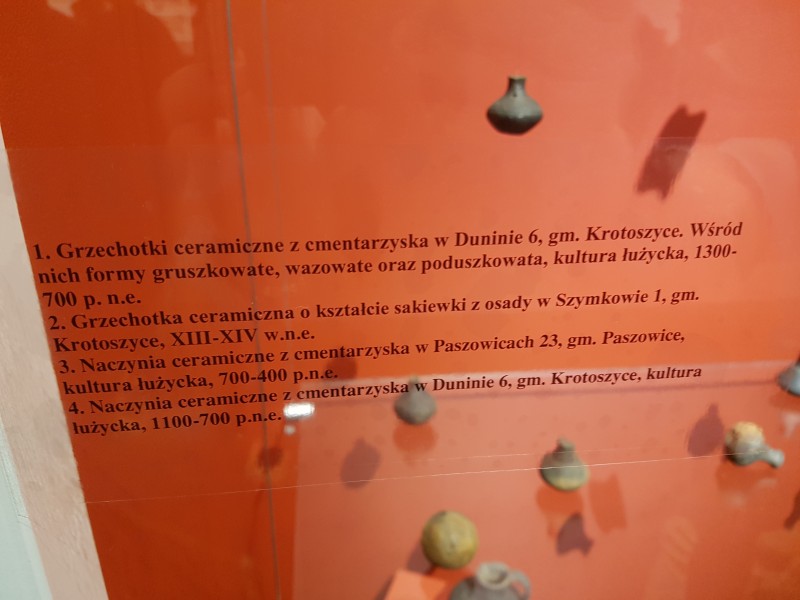 1. Grzechotki ceramiczne z cmentarzyska w Duninie 6, gm. Krotoszyce. Wśród
nich formy gruszkowate, wazowate oraz poduszkowata, kultura łużycka, 1300-
700 p. n.e.
2. Grzechotka ceramiczna o kształcie sakiewki z osady w Szymkowie 1, gm.
Krotoszyce, XIII-XIV w.n.e.
3. Naczynia ceramiczne z cmentarzyska w Paszowicach 23, gm. Paszowice,
kultura łużycka, 700-400 p.n.e.
4. Naczynia ceramiczne z cmentarzyska w Duninie 6, gm. Krotoszyce, kultura
łużycka, 1100-700 p.n.e.